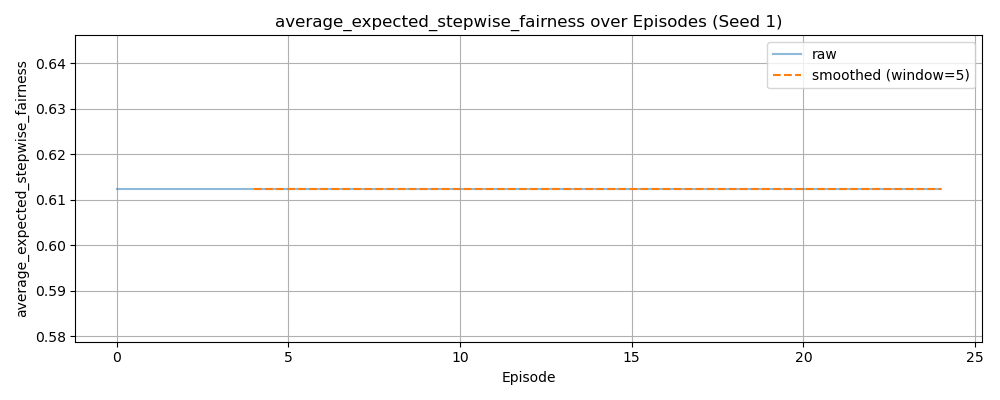 average_expected_stepwise_fairness over Episodes (Seed 1)
raw
smoothed (window=5)
average_expected_stepwise_fairness
0.64
0.63
0.62
0.61
0.60
0.59
0.58
0 5 10 15 20 25
Episode